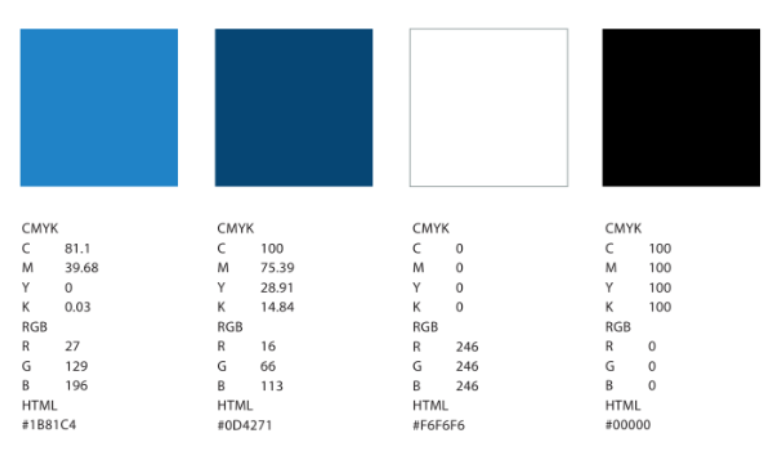 CMYK
C 81.1
M 39.68
Y 0
K 0.03
RGB
R 27
G 129
B 196
HTML
#1B81C4
CMYK
C 100
M 75.39
Y 28.91
K 14.84
RGB
R 16
G 66
B 113
HTML
#0D4271
CMYK
C 0
M 0
Y 0
K 0
RGB
R 246
G 246
B 246
HTML
#F6F6F6
CMYK
C 100
M 100
Y 100
K 100
RGB
R 0
G 0
B 0
HTML
#00000